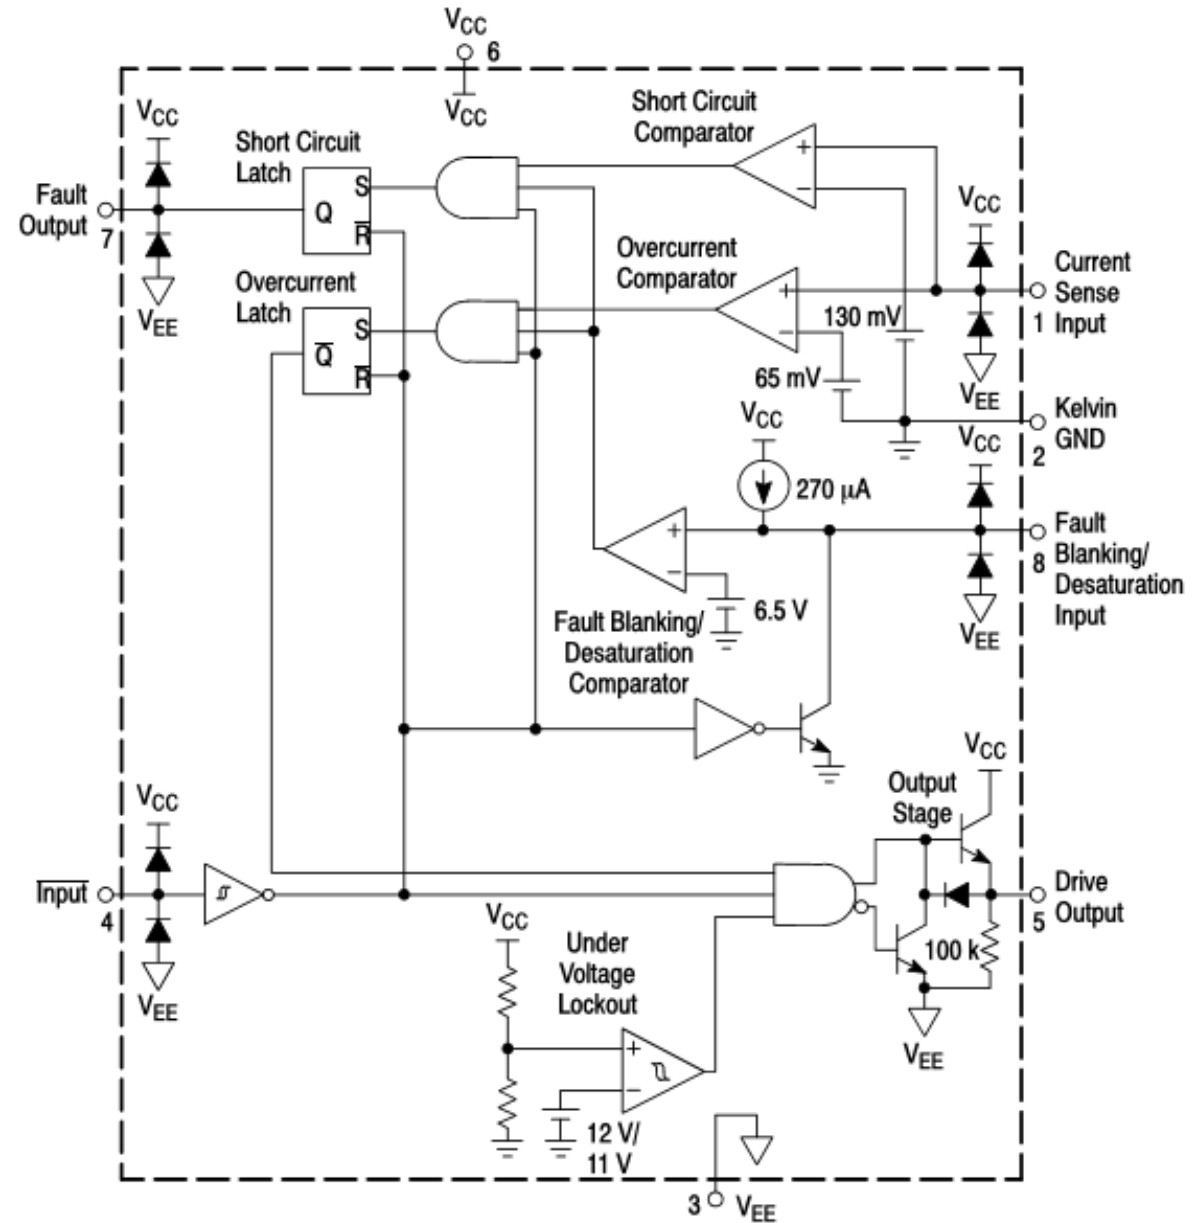 VCC
6
VCC
Short Circuit
Comparator
VCC
Short Circuit
Latch
+
−
S
Q
R̅
Fault
Output
7
VCC
Overcurrent
Comparator
Current
Sense
1 Input
VEE
Overcurrent
Latch
+
−
130 mV
S
Q̅
R̅
65 mV
VEE
Kelvin
GND
2
VCC
VCC
270 μA
+
−
Fault
Blanking/
8
Desaturation
Input
6.5 V
VEE
Fault Blanking/
Desaturation
Comparator
VCC
Output
Stage
VCC
I̅n̅p̅u̅t̅
4
Drive
Output
5
100 k
VEE
VCC
Under
Voltage
Lockout
VEE
+
−
12 V/
11 V
3
VEE